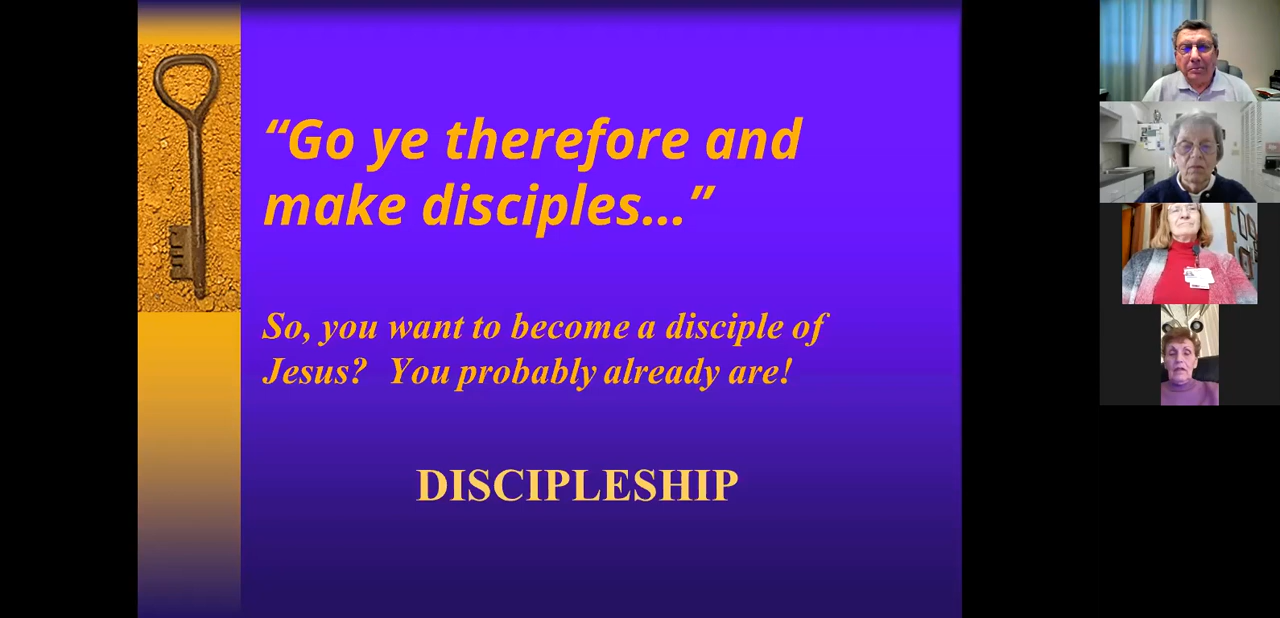 “Go ye therefore and
make disciples…”
So, you want to become a disciple of
Jesus?  You probably already are!
DISCIPLESHIP